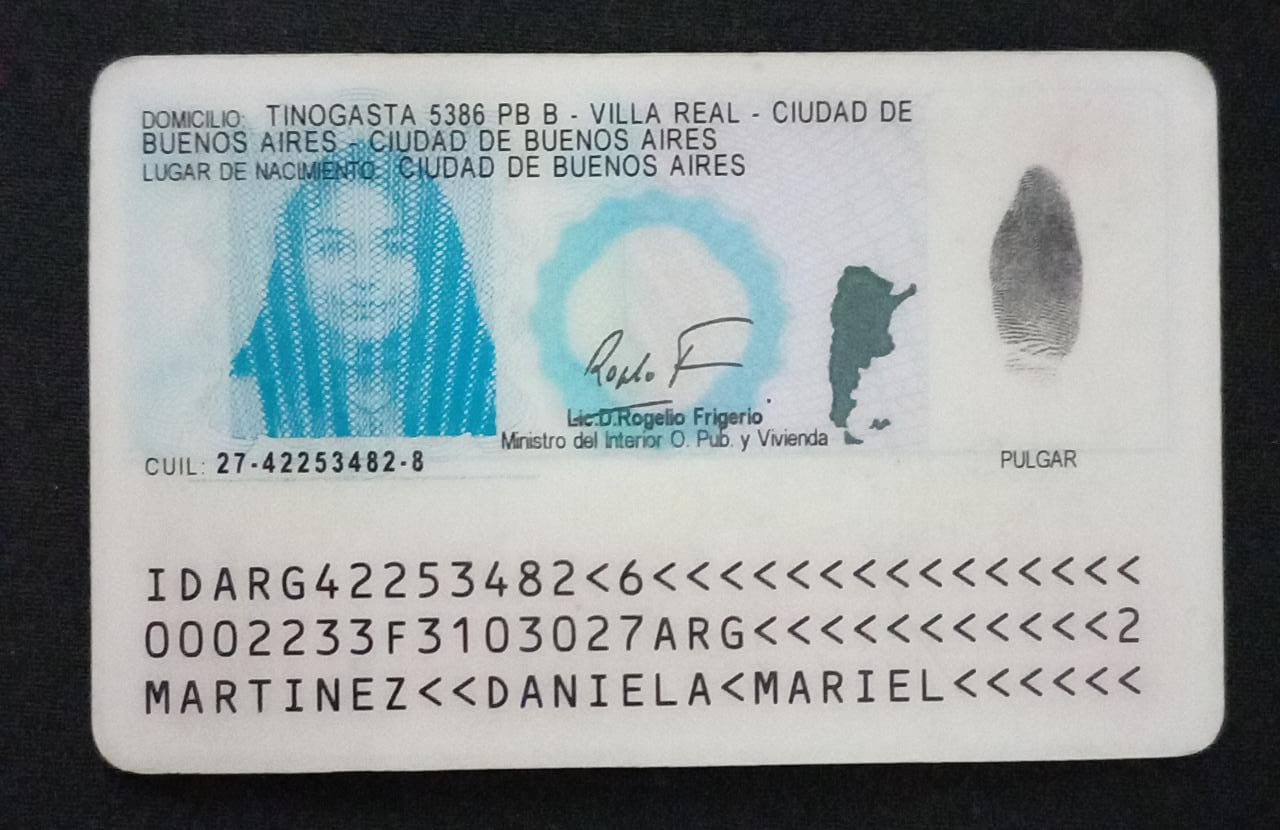 DOMICILIO: TINOGASTA 5386 PB B - VILLA REAL - CIUDAD DE
BUENOS AIRES - CIUDAD DE BUENOS AIRES
LUGAR DE NACIMIENTO: CIUDAD DE BUENOS AIRES
Lic.D.Rogelio Frigerio
Ministro del Interior O. Pub. y Vivienda
CUIL: 27-42253482-8
PULGAR
IDARG42253482<6<<<<<<<<<<<<<<<
0002233F3103027ARG<<<<<<<<<<<2
MARTINEZ<<DANIELA<MARIEL<<<<<<